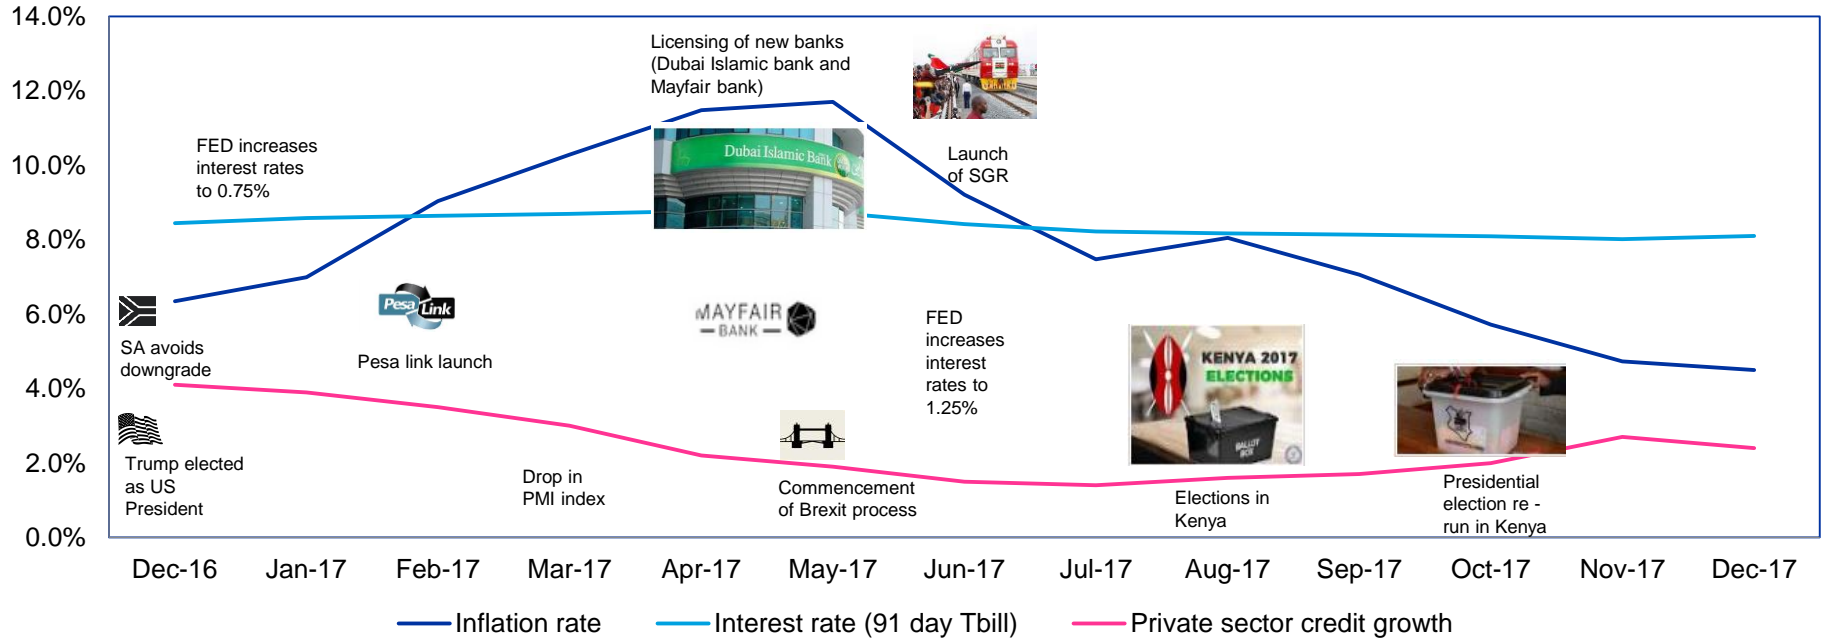 14.0%
12.0%
10.0%
8.0%
6.0%
4.0%
2.0%
0.0%
FED increases
interest rates
to 0.75%
Licensing of new banks
(Dubai Islamic bank and
Mayfair bank)
Dubai Islamic Bank
Launch
of SGR
SA avoids
downgrade
Pesa Link
Pesa link launch
MAYFAIR
BANK
FED
increases
interest
rates to
1.25%
KENYA 2017
ELECTIONS
BALLOT
BOX
Trump elected
as US
President
Drop in
PMI index
Commencement
of Brexit process
Elections in
Kenya
Presidential
election re -
run in Kenya
Dec-16 Jan-17 Feb-17 Mar-17 Apr-17 May-17 Jun-17 Jul-17 Aug-17 Sep-17 Oct-17 Nov-17 Dec-17
Inflation rate Interest rate (91 day Tbill) Private sector credit growth